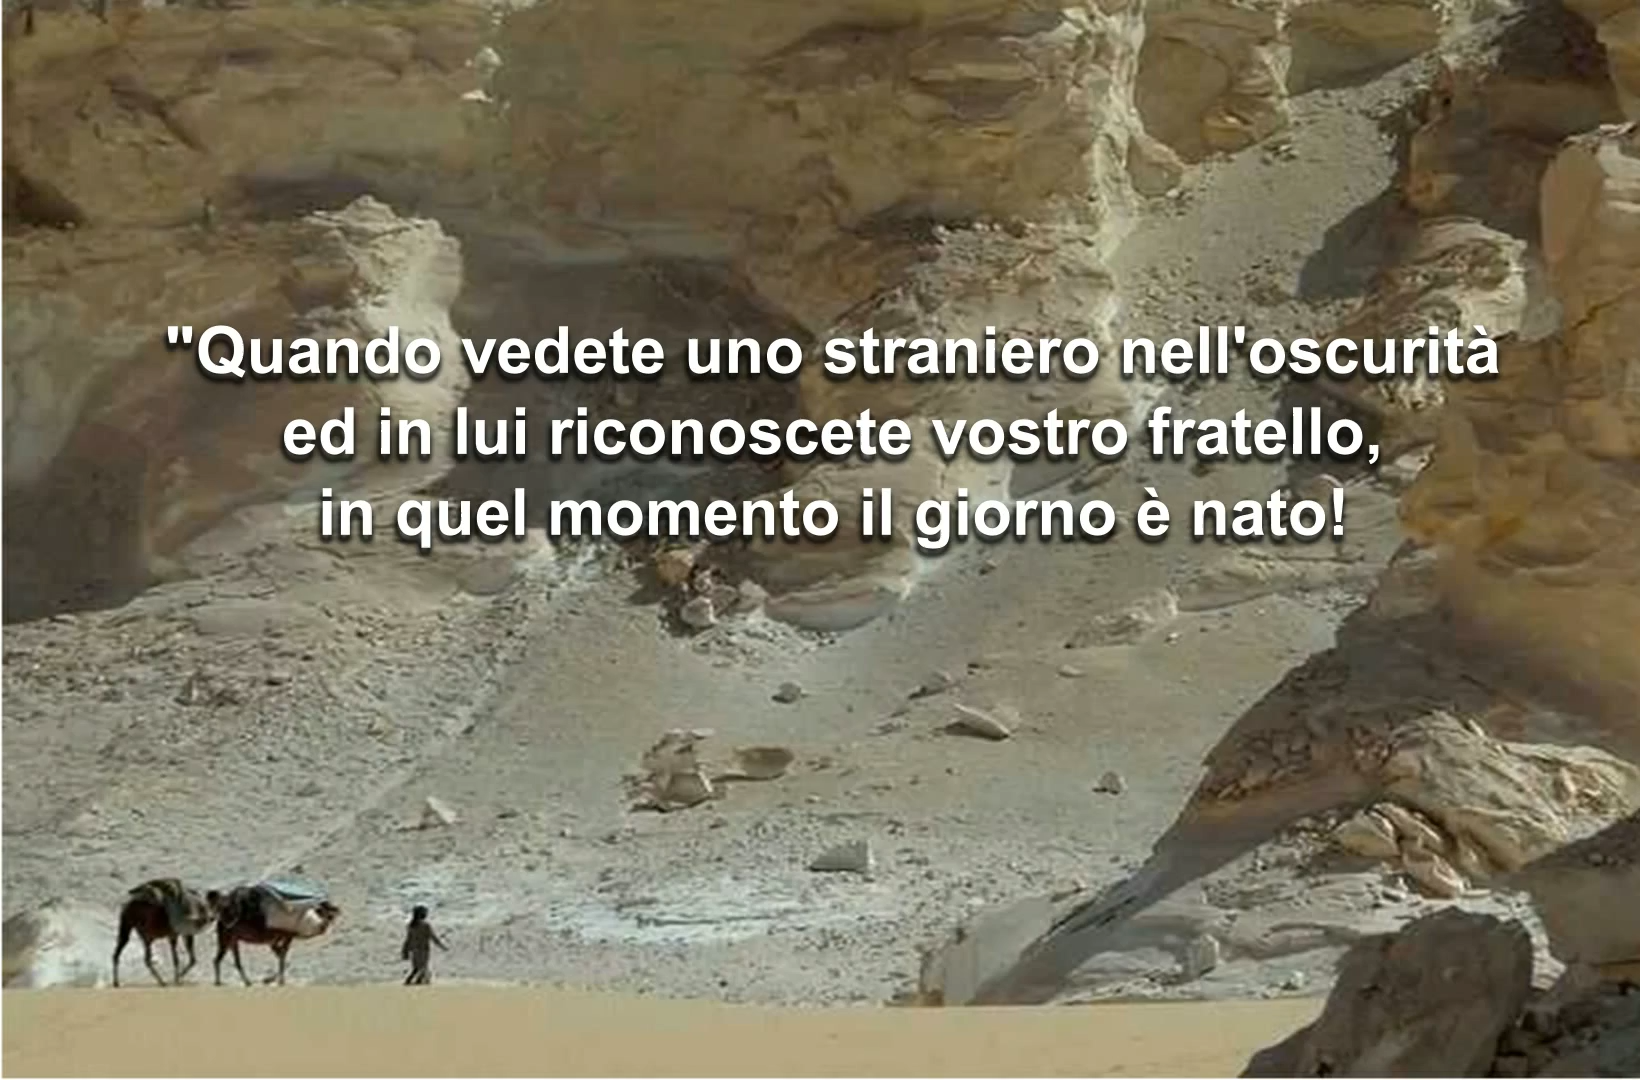 "Quando vedete uno straniero nell'oscurità
ed in lui riconoscete vostro fratello,
in quel momento il giorno è nato!